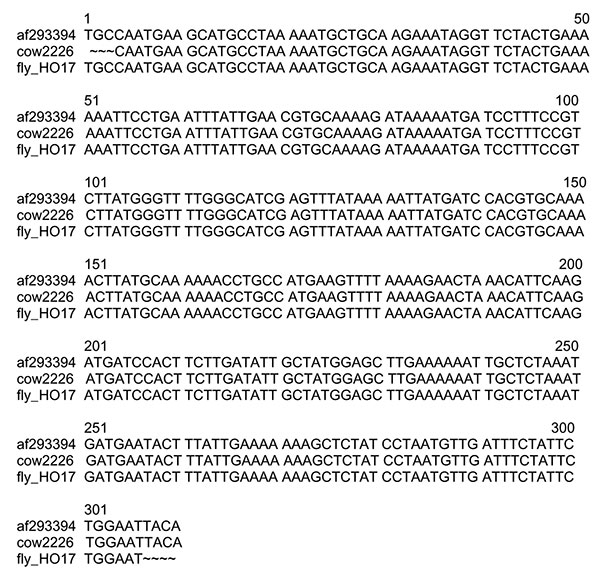 1 50
af293394 TGCCAATGAA GCATGCCTAA AAATGCTGCA AGAAATAGGT TCTACTGAAA
cow2226 ~~~CAATGAA GCATGCCTAA AAATGCTGCA AGAAATAGGT TCTACTGAAA
fly_HO17 TGCCAATGAA GCATGCCTAA AAATGCTGCA AGAAATAGGT TCTACTGAAA
51 100
af293394 AAATTCCTGA ATTTATTGAA CGTGCAAAAG ATAAAAATGA TCCTTTCCGT
cow2226 AAATTCCTGA ATTTATTGAA CGTGCAAAAG ATAAAAATGA TCCTTTCCGT
fly_HO17 AAATTCCTGA ATTTATTGAA CGTGCAAAAG ATAAAAATGA TCCTTTCCGT
101 150
af293394 CTTATGGGTT TTGGGCATCG AGTTTATAAA AATTATGATC CACGTGCAAA
cow2226 CTTATGGGTT TTGGGCATCG AGTTTATAAA AATTATGATC CACGTGCAAA
fly_HO17 CTTATGGGTT TTGGGCATCG AGTTTATAAA AATTATGATC CACGTGCAAA
151 200
af293394 ACTTATGCAA AAAACCTGCC ATGAAGTTTT AAAAGAACTA AACATTCAAG
cow2226 ACTTATGCAA AAAACCTGCC ATGAAGTTTT AAAAGAACTA AACATTCAAG
fly_HO17 ACTTATGCAA AAAACCTGCC ATGAAGTTTT AAAAGAACTA AACATTCAAG
201 250
af293394 ATGATCCACT TCTTGATATT GCTATGGAGC TTGAAAAAAT TGCTCTAAAT
cow2226 ATGATCCACT TCTTGATATT GCTATGGAGC TTGAAAAAAT TGCTCTAAAT
fly_HO17 ATGATCCACT TCTTGATATT GCTATGGAGC TTGAAAAAAT TGCTCTAAAT
251 300
af293394 GATGAATACT TTATTGAAAA AAAGCTCTAT CCTAATGTTG ATTTCTATTC
cow2226 GATGAATACT TTATTGAAAA AAAGCTCTAT CCTAATGTTG ATTTCTATTC
fly_HO17 GATGAATACT TTATTGAAAA AAAGCTCTAT CCTAATGTTG ATTTCTATTC
301
af293394 TGGAATTACA
cow2226 TGGAATTACA
fly_HO17 TGGAAT~~~~